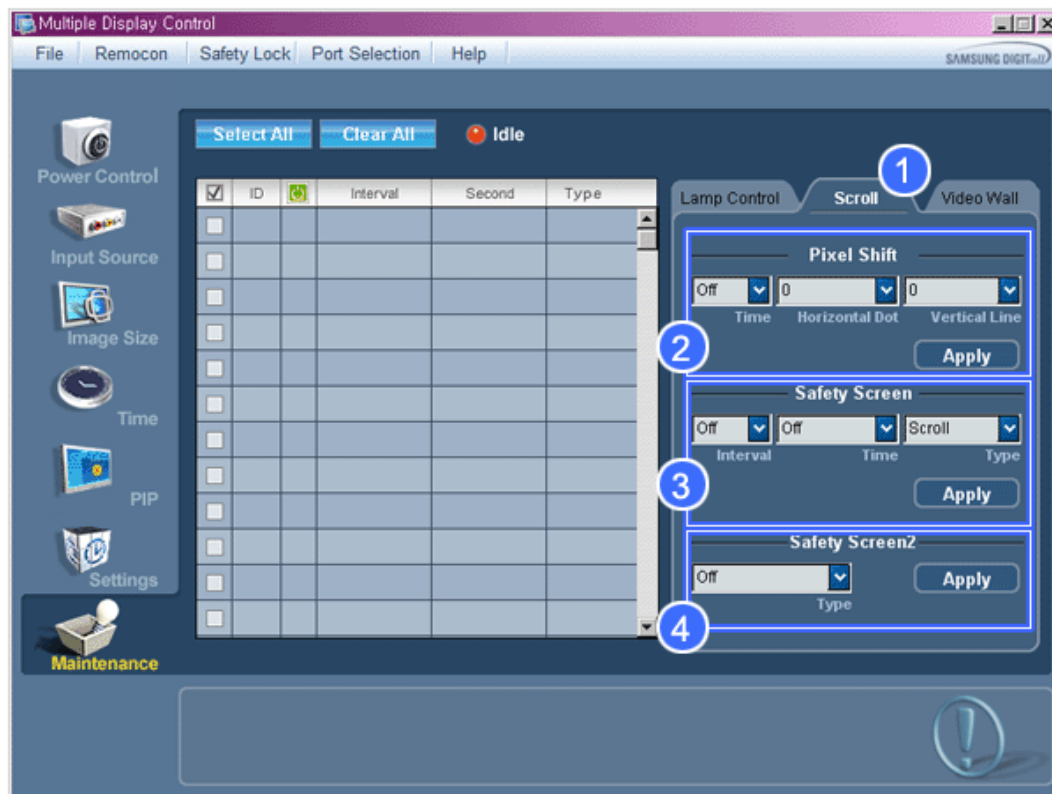 Multiple Display Control
File Remocon Safety Lock Port Selection Help
SAMSUNG DIGITall
Select All Clear All Idle
Power Control
Input Source
Image Size
Time
PIP
Settings
Maintenance
ID Interval Second Type
1
Lamp Control Scroll Video Wall
Pixel Shift
Off 0 0
Time Horizontal Dot Vertical Line
2
Apply
Safety Screen
Off Off Scroll
Interval Time Type
3
Apply
Safety Screen2
Off Apply
Type
4